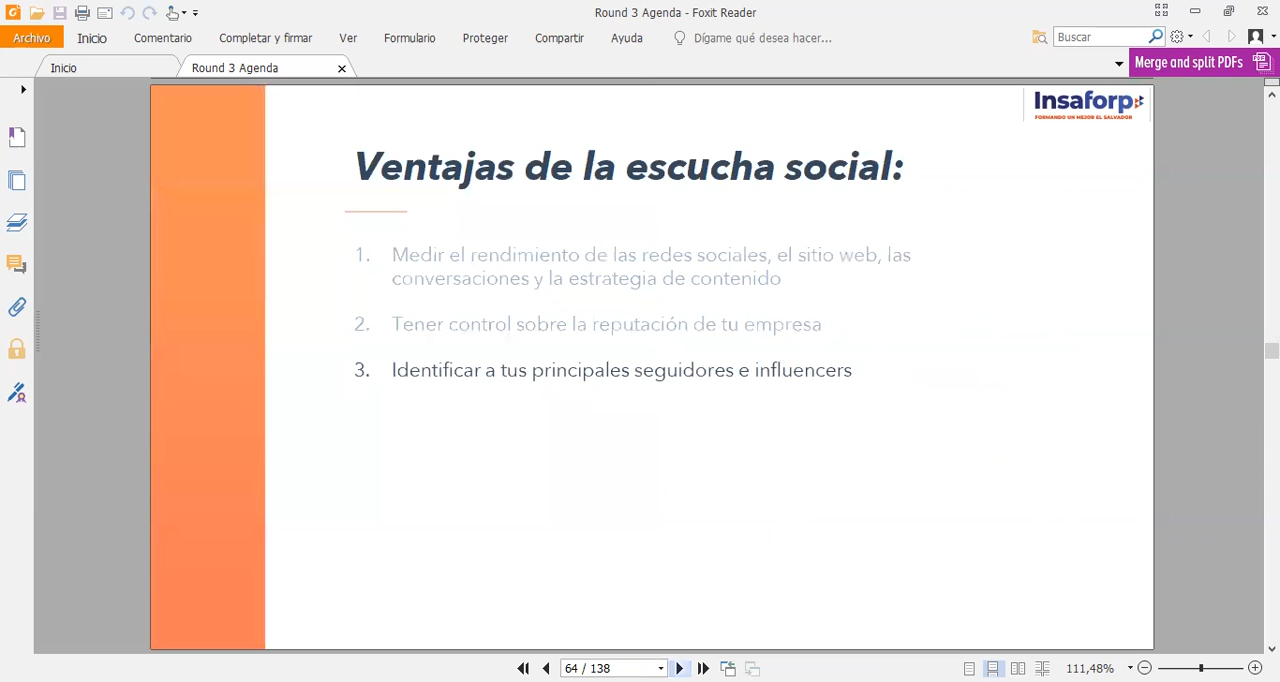 Round 3 Agenda - Foxit Reader
Archivo Inicio Comentario Completar y firmar Ver Formulario Proteger Compartir Ayuda Dígame qué desea hacer... Buscar
Inicio Round 3 Agenda Merge and split PDFs
Insaforp
FORMANDO UN MEJOR EL SALVADOR
Ventajas de la escucha social:
1. Medir el rendimiento de las redes sociales, el sitio web, las
conversaciones y la estrategia de contenido
2. Tener control sobre la reputación de tu empresa
3. Identificar a tus principales seguidores e influencers
64 / 138 111,48%